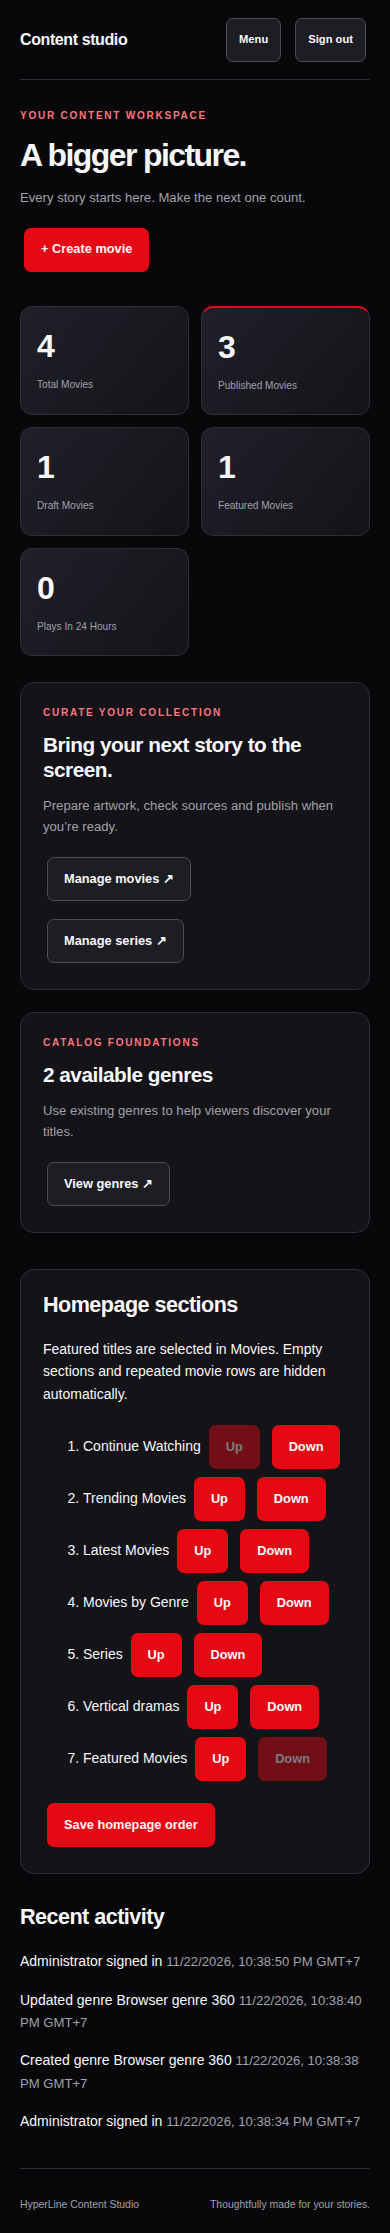 Content studio
Menu
Sign out
YOUR CONTENT WORKSPACE
A bigger picture.
Every story starts here. Make the next one count.
+ Create movie
4
Total Movies
3
Published Movies
1
Draft Movies
1
Featured Movies
0
Plays In 24 Hours
CURATE YOUR COLLECTION
Bring your next story to the
screen.
Prepare artwork, check sources and publish when
you’re ready.
Manage movies ↗
Manage series ↗
CATALOG FOUNDATIONS
2 available genres
Use existing genres to help viewers discover your
titles.
View genres ↗
Homepage sections
Featured titles are selected in Movies. Empty
sections and repeated movie rows are hidden
automatically.
1. Continue Watching Up Down
2. Trending Movies Up Down
3. Latest Movies Up Down
4. Movies by Genre Up Down
5. Series Up Down
6. Vertical dramas Up Down
7. Featured Movies Up Down
Save homepage order
Recent activity
Administrator signed in 11/22/2026, 10:38:50 PM GMT+7
Updated genre Browser genre 360 11/22/2026, 10:38:40
PM GMT+7
Created genre Browser genre 360 11/22/2026, 10:38:38
PM GMT+7
Administrator signed in 11/22/2026, 10:38:34 PM GMT+7
HyperLine Content Studio
Thoughtfully made for your stories.